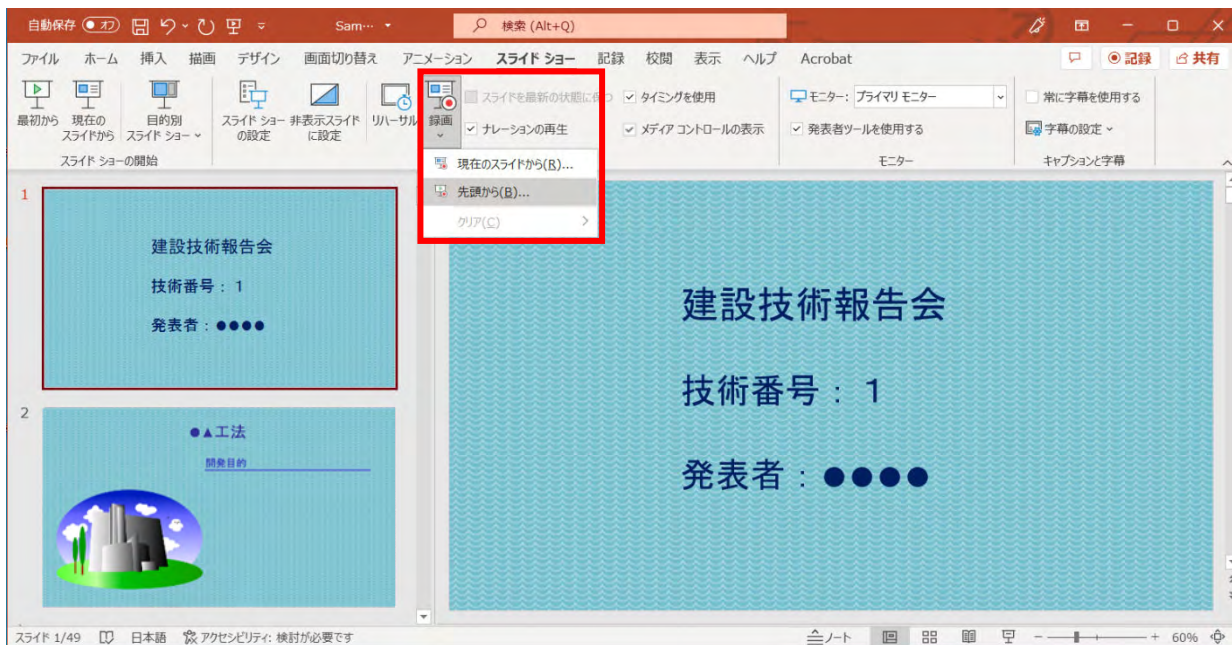 自動保存 オフ Sam… 検索 (Alt+Q)
ファイル ホーム 挿入 描画 デザイン 画面切り替え アニメーション スライド ショー 記録 校閲 表示 ヘルプ Acrobat 記録 共有
最初から 現在の スライドから 目的別 スライド ショー スライド ショー の設定 非表示スライド に設定 リハーサル 録画
スライドを最新の状態に保つ タイミングを使用 モニター: プライマリ モニター 常に字幕を使用する
ナレーションの再生 メディア コントロールの表示 発表者ツールを使用する 字幕の設定
スライド ショーの開始 モニター キャプションと字幕
現在のスライドから(R)...
先頭から(B)...
クリア(C)
1
建設技術報告会
技術番号：１
発表者：●●●●
2
●▲工法
開発目的
建設技術報告会
技術番号：１
発表者：●●●●
スライド 1/49 日本語 アクセシビリティ: 検討が必要です ノート 60%